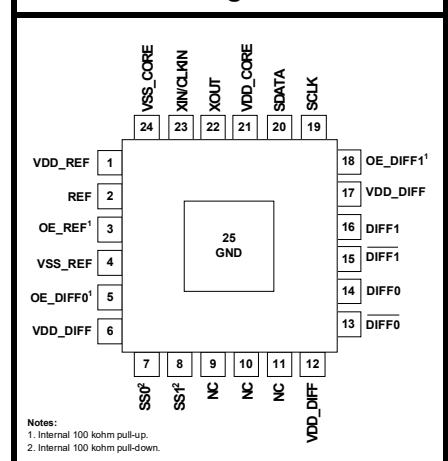 VSS_CORE
XIN/CLKIN
XOUT
VDD_CORE
SDATA
SCLK
24 23 22 21 20 19
VDD_REF 1
REF 2
OE_REF¹ 3
VSS_REF 4
OE_DIFF0¹ 5
VDD_DIFF 6
25
GND
18 OE_DIFF1¹
17 VDD_DIFF
16 DIFF1
15 DIFF1
14 DIFF0
13 DIFF0
7 8 9 10 11 12
SS0²
SS1²
NC
NC
NC
VDD_DIFF
Notes:
1. Internal 100 kohm pull-up.
2. Internal 100 kohm pull-down.